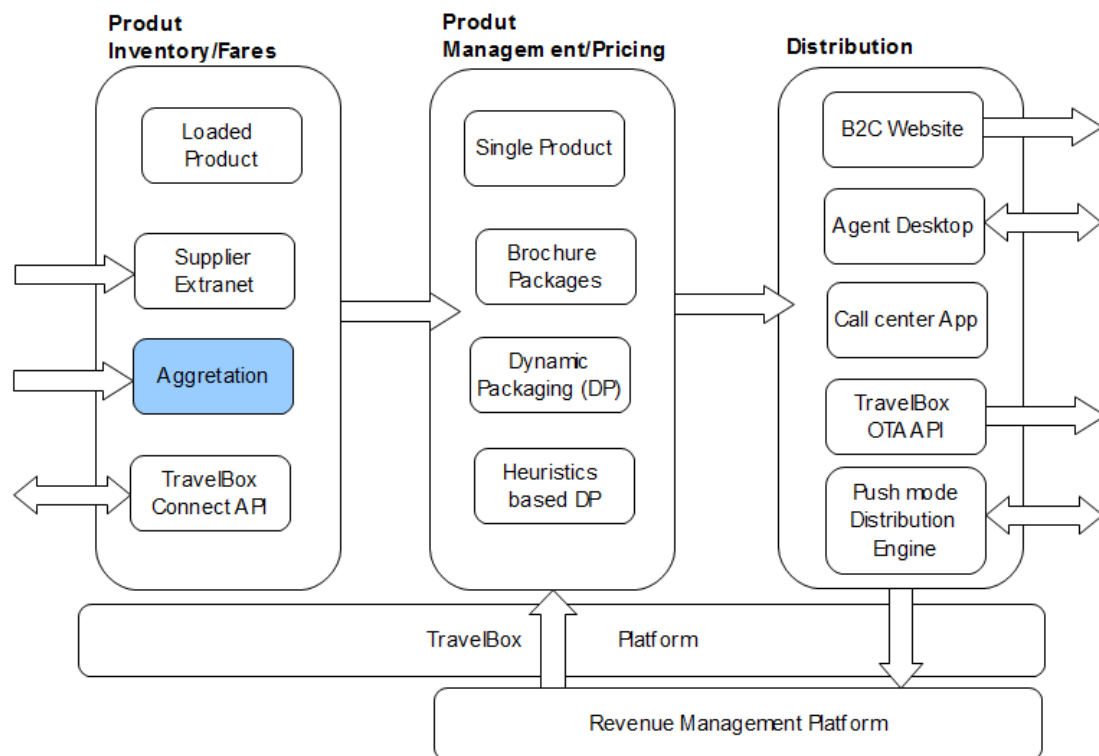 Produt
Inventory/Fares
Loaded
Product
Supplier
Extranet
Aggretation
TravelBox
Connect API
Produt
Management/Pricing
Single Product
Brochure
Packages
Dynamic
Packaging (DP)
Heuristics
based DP
Distribution
B2C Website
Agent Desktop
Call center App
TravelBox
OTA API
Push mode
Distribution
Engine
TravelBox Platform
Revenue Management Platform